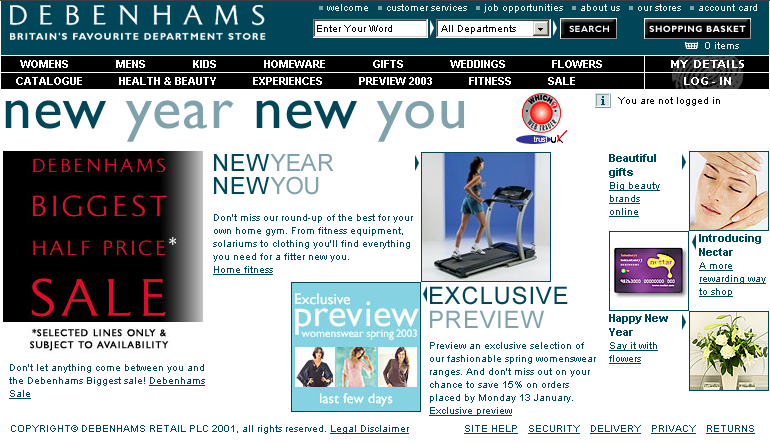 DEBENHAMS
BRITAIN'S FAVOURITE DEPARTMENT STORE
welcome customer services job opportunities about us our stores account card
Enter Your Word All Departments SEARCH SHOPPING BASKET
0 items
WOMENS MENS KIDS HOMEWARE GIFTS WEDDINGS FLOWERS MY DETAILS
CATALOGUE HEALTH & BEAUTY EXPERIENCES PREVIEW 2003 FITNESS SALE LOG - IN
new year new you
WHICH?
WEB TRADER
trust UK
i You are not logged in
DEBENHAMS
BIGGEST
HALF PRICE*
SALE
*SELECTED LINES ONLY &
SUBJECT TO AVAILABILITY
Don't let anything come between you and
the Debenhams Biggest sale! Debenhams
Sale
NEWYEAR
NEWYOU
Don't miss our round-up of the best for your
own home gym. From fitness equipment,
solariums to clothing you'll find everything
you need for a fitter new you.
Home fitness
Exclusive
preview
womenswear spring 2003
last few days
EXCLUSIVE
PREVIEW
Preview an exclusive selection of
our fashionable spring womenswear
ranges. And don't miss out on your
chance to save 15% on orders
placed by Monday 13 January.
Exclusive preview
Beautiful
gifts
Big beauty
brands
online
nectar
Introducing
Nectar
A more
rewarding way
to shop
Happy New
Year
Say it with
flowers
COPYRIGHT© DEBENHAMS RETAIL PLC 2001, all rights reserved. Legal Disclaimer SITE HELP SECURITY DELIVERY PRIVACY RETURNS